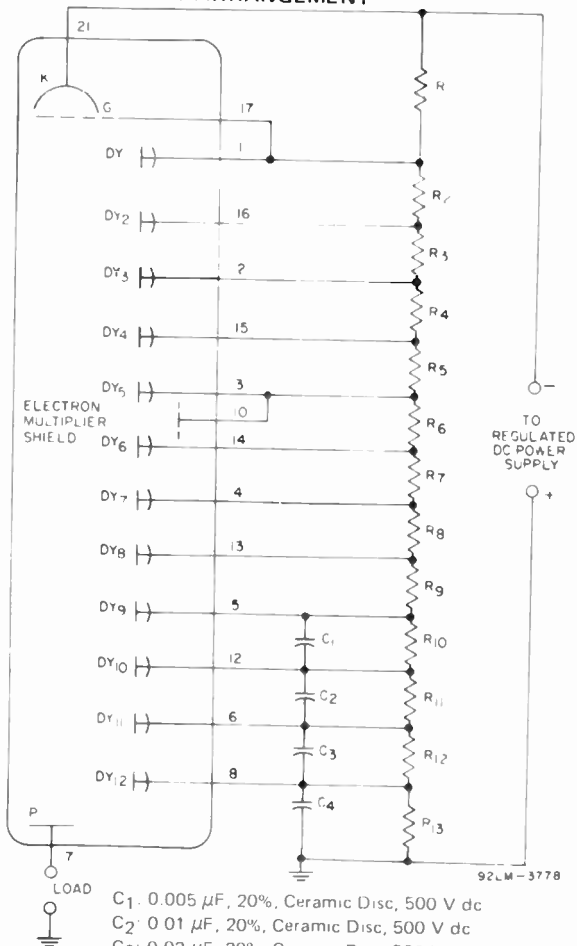 ARRANGEMENT
21
K
G
17
R
DY
1
DY2
16
R3
DY3
2
R4
DY4
15
R5
DY5
3
10
ELECTRON
MULTIPLIER
SHIELD
R6
DY6
14
−
TO
REGULATED
DC POWER
SUPPLY
+
R7
DY7
4
R8
DY8
13
R9
DY9
5
C1
R10
DY10
12
C2
R11
DY11
6
C3
R12
DY12
8
C4
R13
P
7
92LM-3778
LOAD
C1. 0.005 µF, 20%, Ceramic Disc, 500 V dc
C2 0 01 µF, 20%, Ceramic Disc, 500 V dc